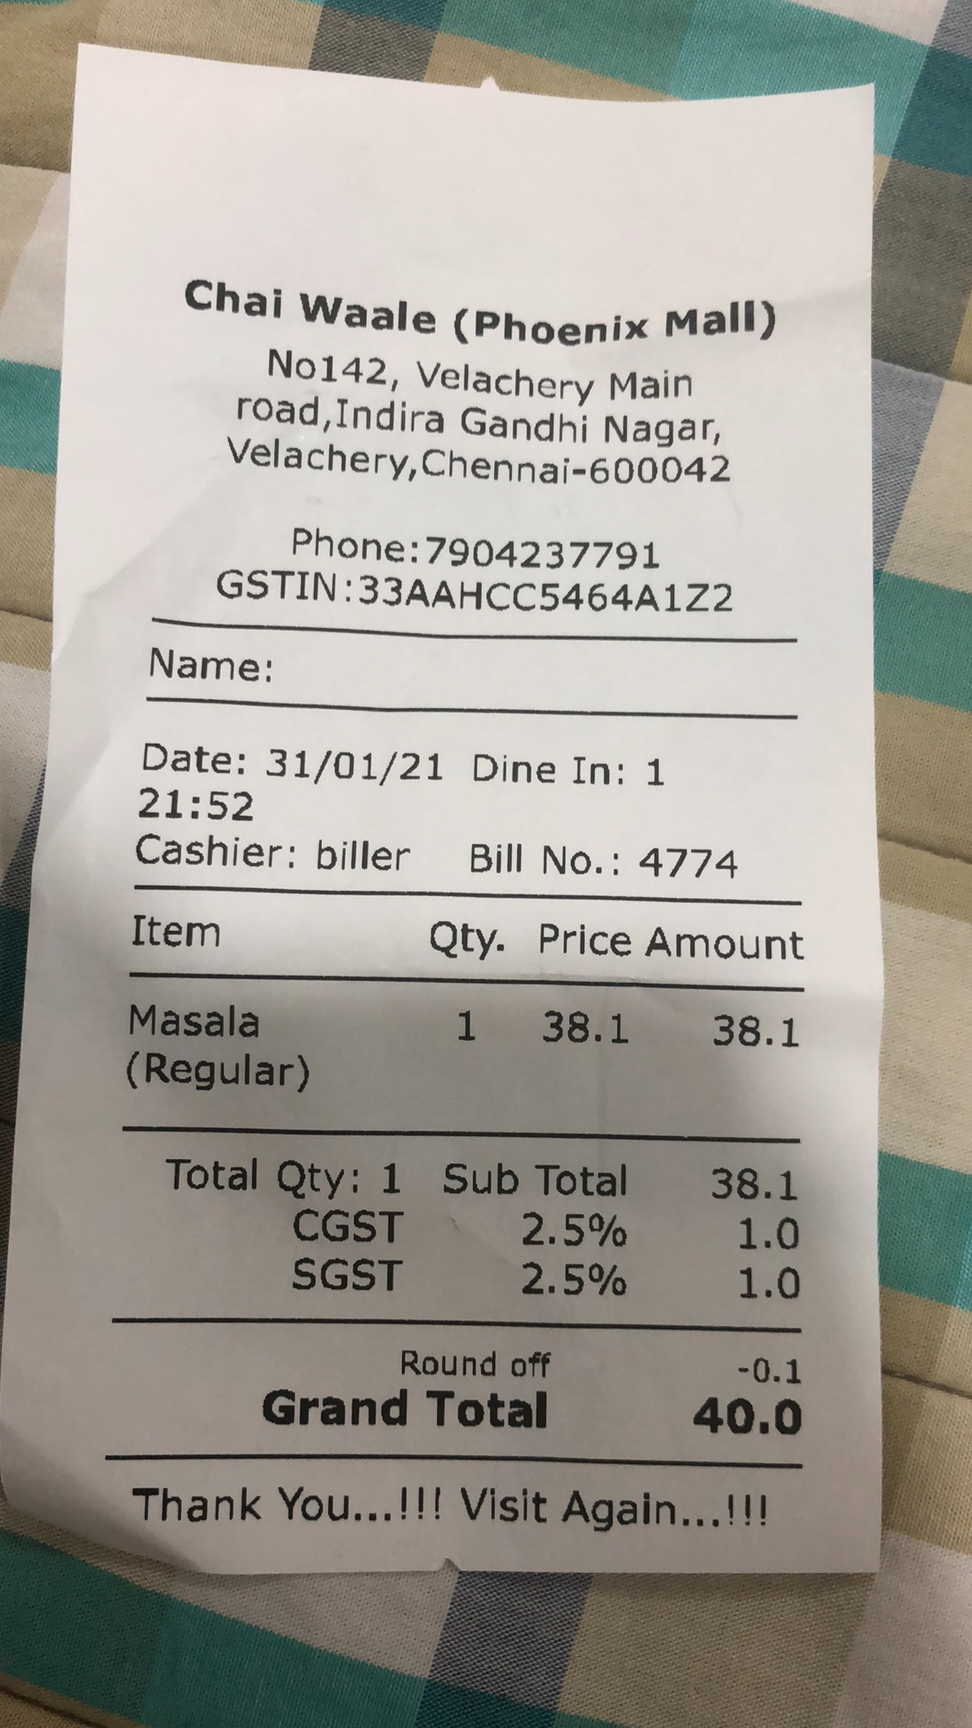 Chai Waale (Phoenix Mall)
No142, Velachery Main
road,Indira Gandhi Nagar,
Velachery,Chennai-600042
Phone:7904237791
GSTIN:33AAHCC5464A1Z2
Name:
Date: 31/01/21 Dine In: 1
21:52
Cashier: biller Bill No.: 4774
Item Qty. Price Amount
Masala 1 38.1 38.1
(Regular)
Total Qty: 1 Sub Total 38.1
CGST 2.5% 1.0
SGST 2.5% 1.0
Round off -0.1
Grand Total 40.0
Thank You...!!! Visit Again...!!!